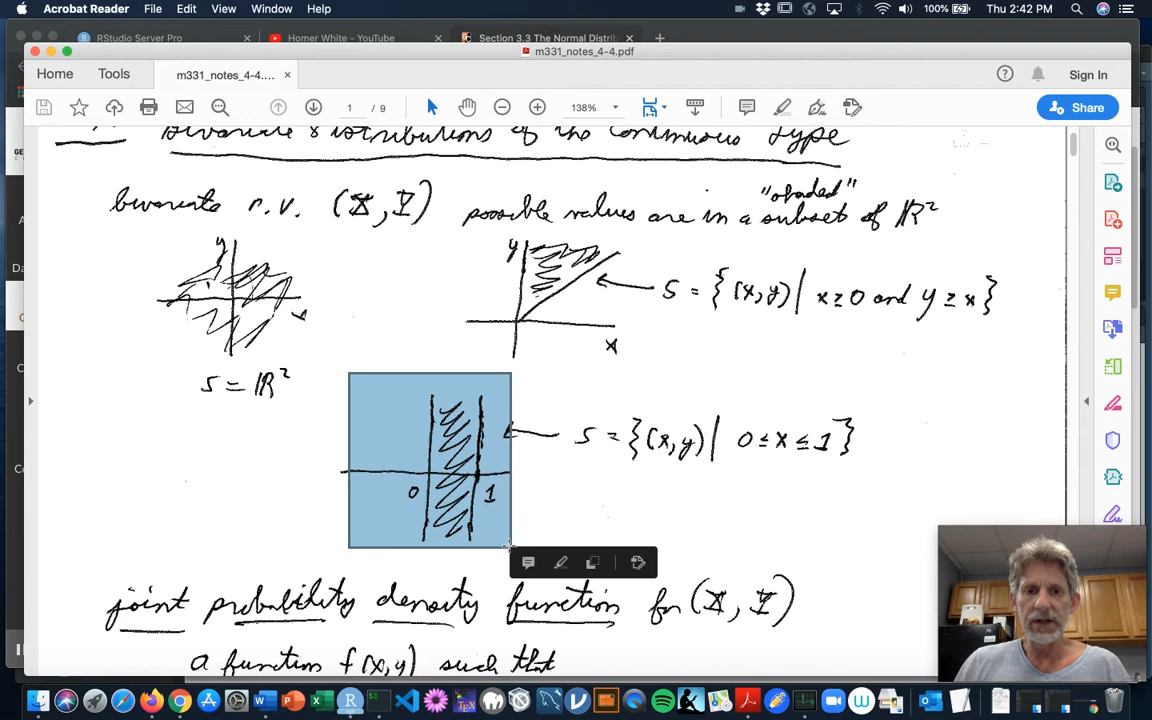 Acrobat Reader File Edit View Window Help 100% Thu 2:42 PM
RStudio Server Pro × Homer White - YouTube × Section 3.3 The Normal Distrib × +
m331_notes_4-4.pdf
Home Tools m331_notes_4-4.... × Sign In
1 / 9 138% Share
Bivariate distributions of the Continuous Type
bivariate r.v. (X, Y) possible values are in a "shaded" subset of ℝ²
y y
S = {(x,y) | x ≥ 0 and y ≥ x}
x x
S = ℝ²
S = {(x,y) | 0 ≤ x ≤ 1}
0 1
joint probability density function for (X, Y)
a function f(x,y) such that